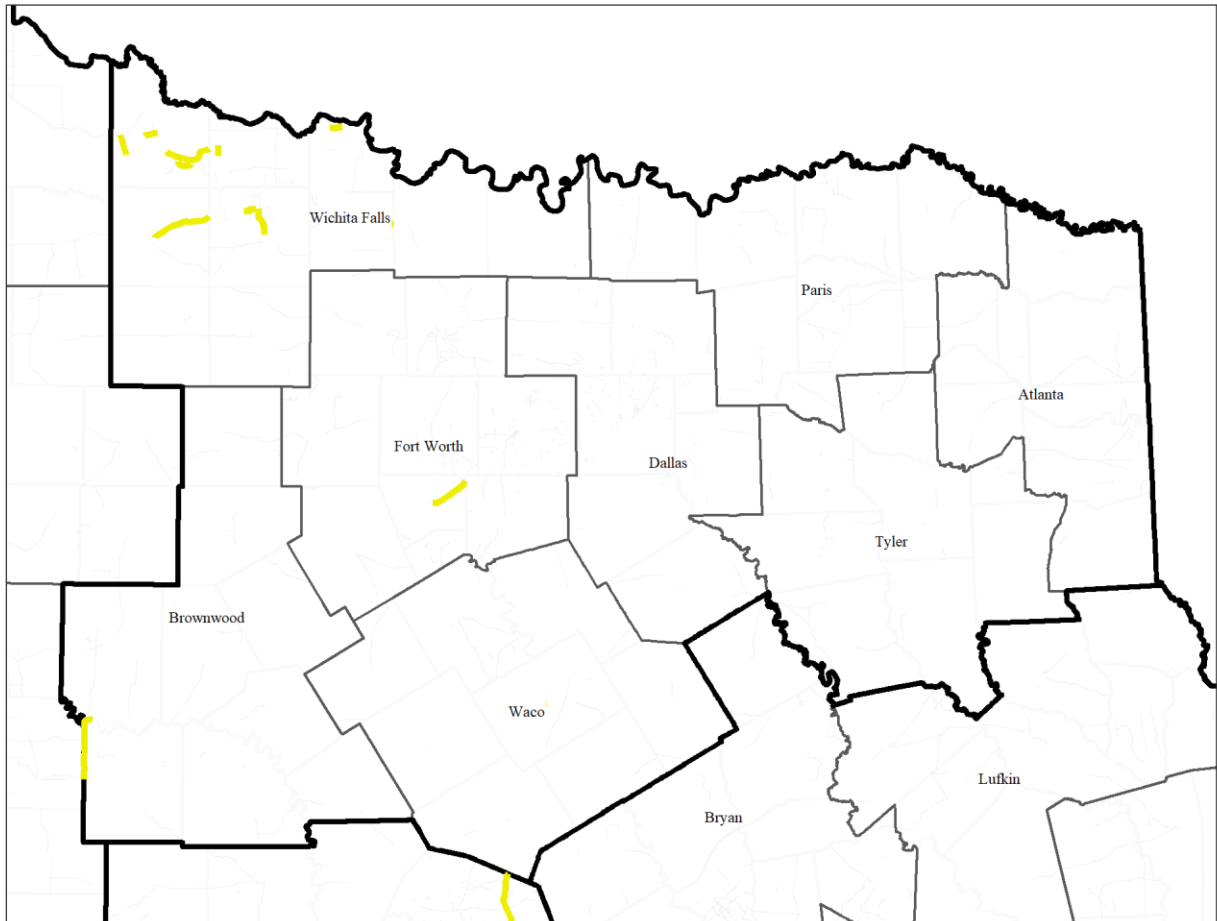 Wichita Falls
Paris
Atlanta
Fort Worth
Dallas
Tyler
Brownwood
Waco
Lufkin
Bryan